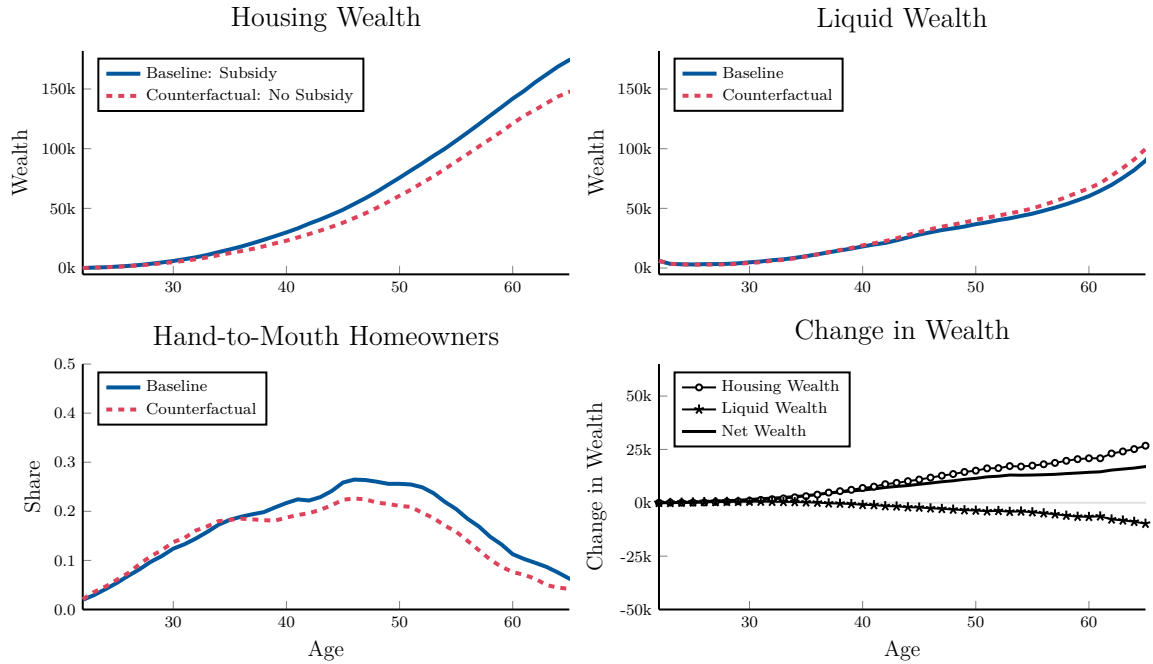 Housing Wealth
Wealth
150k
100k
50k
0k
Baseline: Subsidy
Counterfactual: No Subsidy
30
40
50
60
Liquid Wealth
Wealth
150k
100k
50k
0k
Baseline
Counterfactual
30
40
50
60
Hand-to-Mouth Homeowners
Share
0.5
0.4
0.3
0.2
0.1
0.0
Baseline
Counterfactual
30
40
50
60
Age
Change in Wealth
Change in Wealth
50k
25k
0k
-25k
-50k
Housing Wealth
Liquid Wealth
Net Wealth
30
40
50
60
Age